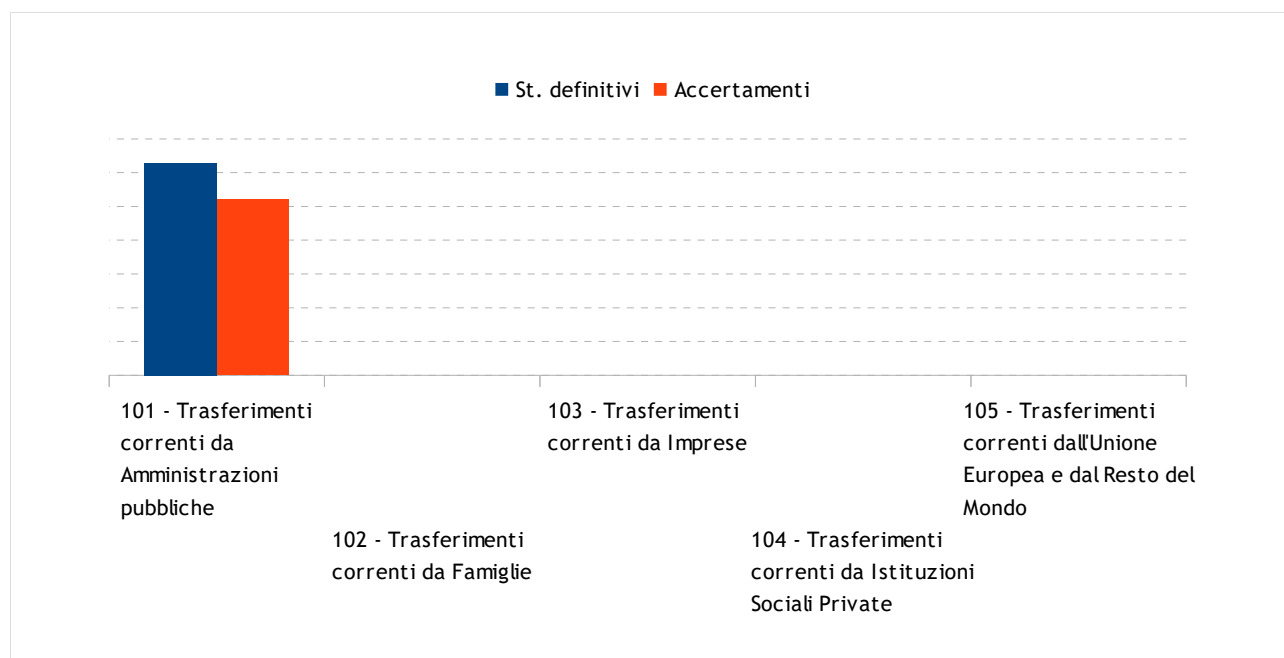 St. definitivi Accertamenti
101 - Trasferimenti
correnti da
Amministrazioni
pubbliche
102 - Trasferimenti
correnti da Famiglie
103 - Trasferimenti
correnti da Imprese
104 - Trasferimenti
correnti da Istituzioni
Sociali Private
105 - Trasferimenti
correnti dall'Unione
Europea e dal Resto del
Mondo